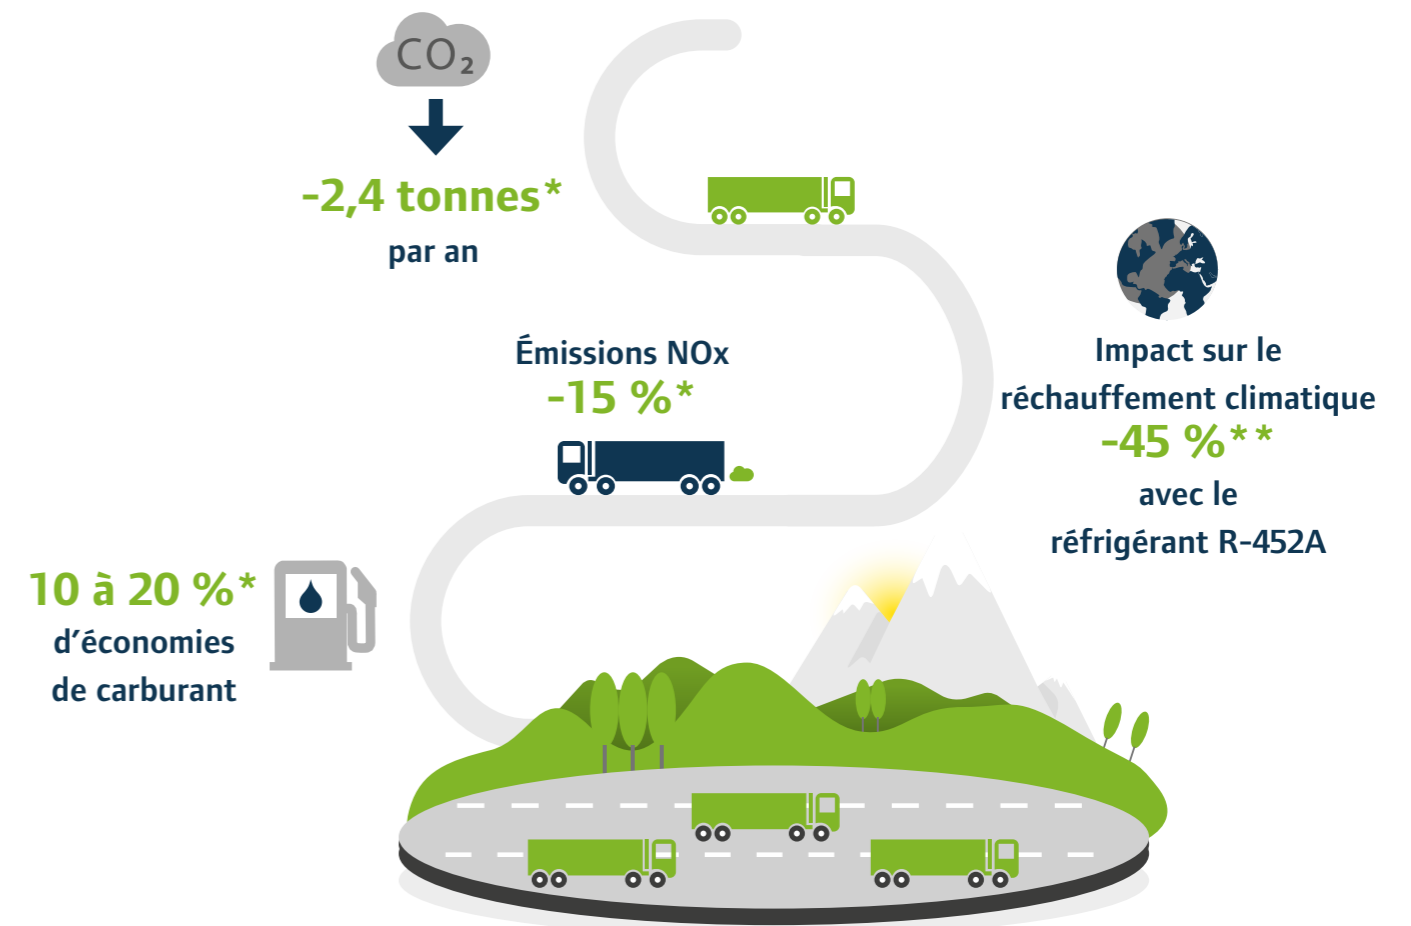 CO₂
-2,4 tonnes*
par an
Émissions NOx
-15 %*
Impact sur le
réchauffement climatique
-45 %**
avec le
réfrigérant R-452A
10 à 20 %*
d’économies
de carburant